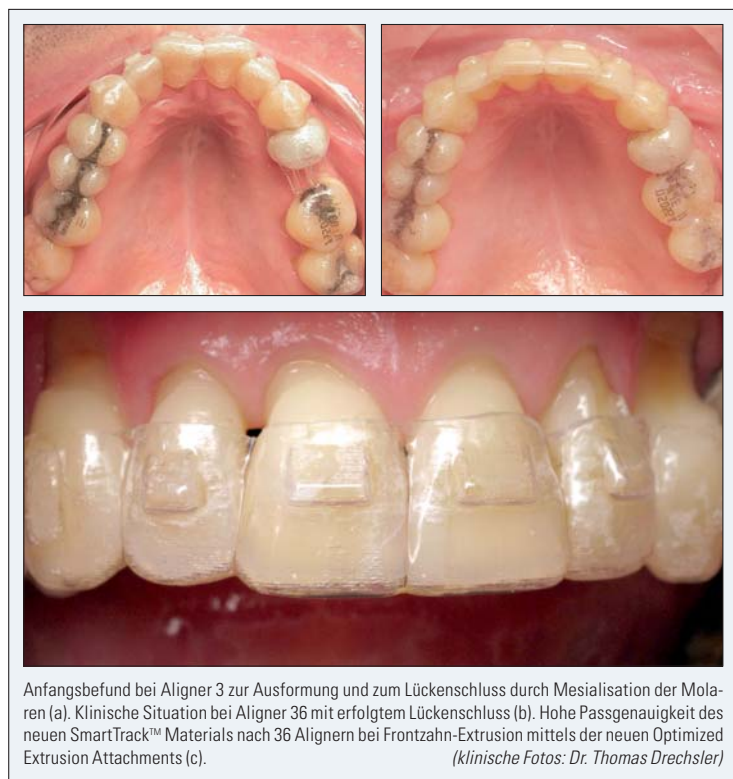 Anfangsbefund bei Aligner 3 zur Ausformung und zum Lückenschluss durch Mesialisation der Mola-
ren (a). Klinische Situation bei Aligner 36 mit erfolgtem Lückenschluss (b). Hohe Passgenauigkeit des
neuen SmartTrack™ Materials nach 36 Alignern bei Frontzahn-Extrusion mittels der neuen Optimized
Extrusion Attachments (c). (klinische Fotos: Dr. Thomas Drechsler)